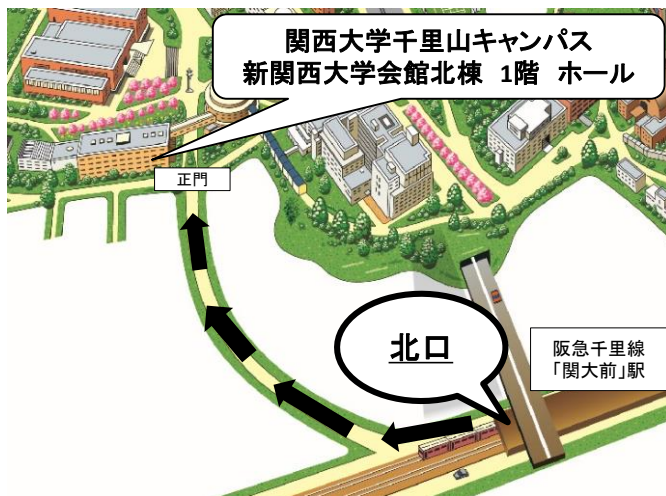 関西大学千里山キャンパス
新関西大学会館北棟 1階 ホール
正門
北口
阪急千里線
「関大前」駅